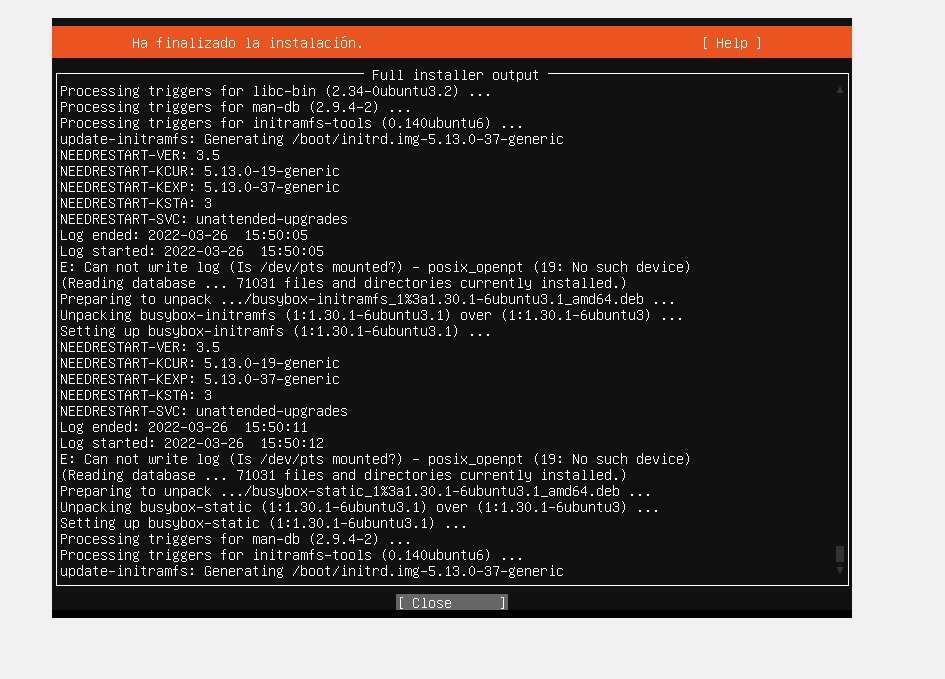 Ha finalizado la instalación.
[ Help ]
Full installer output
Processing triggers for libc-bin (2.34-0ubuntu3.2) ...
Processing triggers for man-db (2.9.4-2) ...
Processing triggers for initramfs-tools (0.140ubuntu6) ...
update-initramfs: Generating /boot/initrd.img-5.13.0-37-generic
NEEDRESTART-VER: 3.5
NEEDRESTART-KCUR: 5.13.0-19-generic
NEEDRESTART-KEXP: 5.13.0-37-generic
NEEDRESTART-KSTA: 3
NEEDRESTART-SVC: unattended-upgrades
Log ended: 2022-03-26  15:50:05
Log started: 2022-03-26  15:50:05
E: Can not write log (Is /dev/pts mounted?) - posix_openpt (19: No such device)
(Reading database ... 71031 files and directories currently installed.)
Preparing to unpack .../busybox-initramfs_1%3a1.30.1-6ubuntu3.1_amd64.deb ...
Unpacking busybox-initramfs (1:1.30.1-6ubuntu3.1) over (1:1.30.1-6ubuntu3) ...
Setting up busybox-initramfs (1:1.30.1-6ubuntu3.1) ...
NEEDRESTART-VER: 3.5
NEEDRESTART-KCUR: 5.13.0-19-generic
NEEDRESTART-KEXP: 5.13.0-37-generic
NEEDRESTART-KSTA: 3
NEEDRESTART-SVC: unattended-upgrades
Log ended: 2022-03-26  15:50:11
Log started: 2022-03-26  15:50:12
E: Can not write log (Is /dev/pts mounted?) - posix_openpt (19: No such device)
(Reading database ... 71031 files and directories currently installed.)
Preparing to unpack .../busybox-static_1%3a1.30.1-6ubuntu3.1_amd64.deb ...
Unpacking busybox-static (1:1.30.1-6ubuntu3.1) over (1:1.30.1-6ubuntu3) ...
Setting up busybox-static (1:1.30.1-6ubuntu3.1) ...
Processing triggers for man-db (2.9.4-2) ...
Processing triggers for initramfs-tools (0.140ubuntu6) ...
update-initramfs: Generating /boot/initrd.img-5.13.0-37-generic
[ Close ]